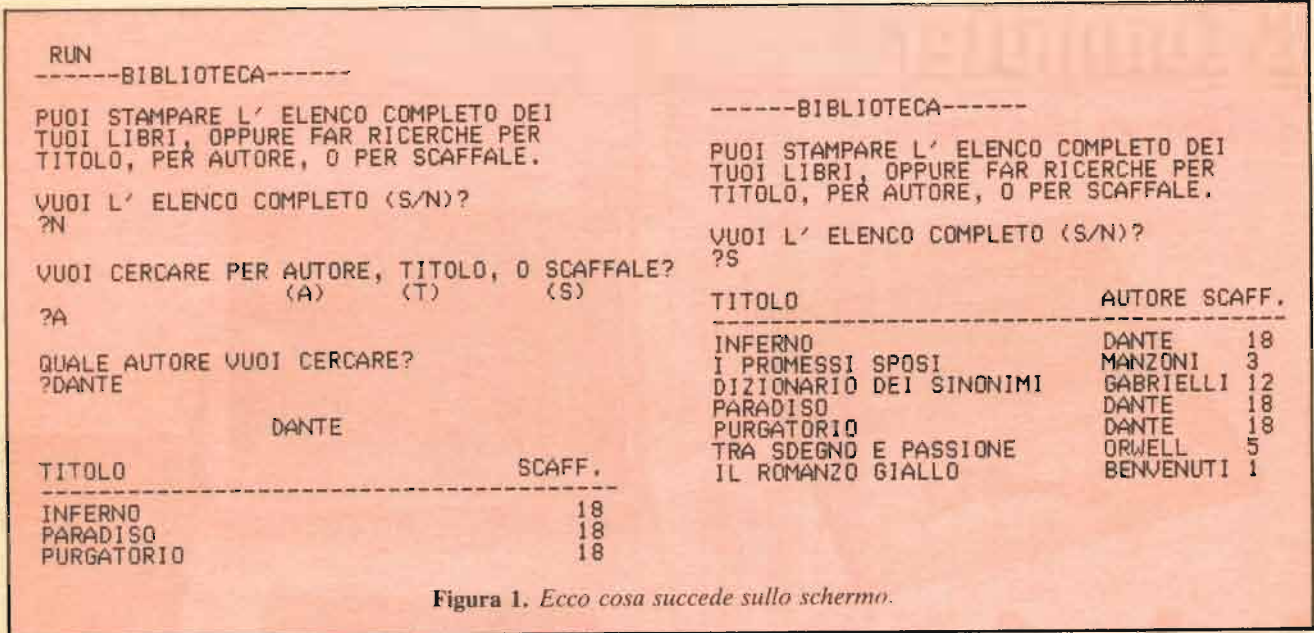 RUN
------BIBLIOTECA------
PUOI STAMPARE L' ELENCO COMPLETO DEI
TUOI LIBRI, OPPURE FAR RICERCHE PER
TITOLO, PER AUTORE, O PER SCAFFALE.
VUOI L' ELENCO COMPLETO (S/N)?
?N
VUOI CERCARE PER AUTORE, TITOLO, O SCAFFALE?
(A) (T) (S)
?A
QUALE AUTORE VUOI CERCARE?
?DANTE
DANTE
TITOLO SCAFF.
----------------------------------------
INFERNO 18
PARADISO 18
PURGATORIO 18
------BIBLIOTECA------
PUOI STAMPARE L' ELENCO COMPLETO DEI
TUOI LIBRI, OPPURE FAR RICERCHE PER
TITOLO, PER AUTORE, O PER SCAFFALE.
VUOI L' ELENCO COMPLETO (S/N)?
?S
TITOLO AUTORE SCAFF.
----------------------------------------
INFERNO DANTE 18
I PROMESSI SPOSI MANZONI 3
DIZIONARIO DEI SINONIMI GABRIELLI 12
PARADISO DANTE 18
PURGATORIO DANTE 18
TRA SDEGNO E PASSIONE ORWELL 5
IL ROMANZO GIALLO BENVENUTI 1
Figura 1. Ecco cosa succede sullo schermo.